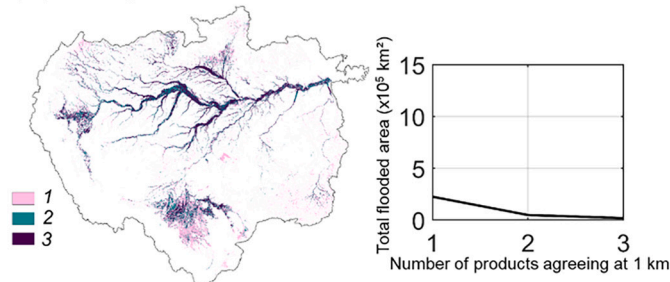 1
2
3
Total flooded area (x10⁵ km²)
15
10
5
0
1 2 3
Number of products agreeing at 1 km